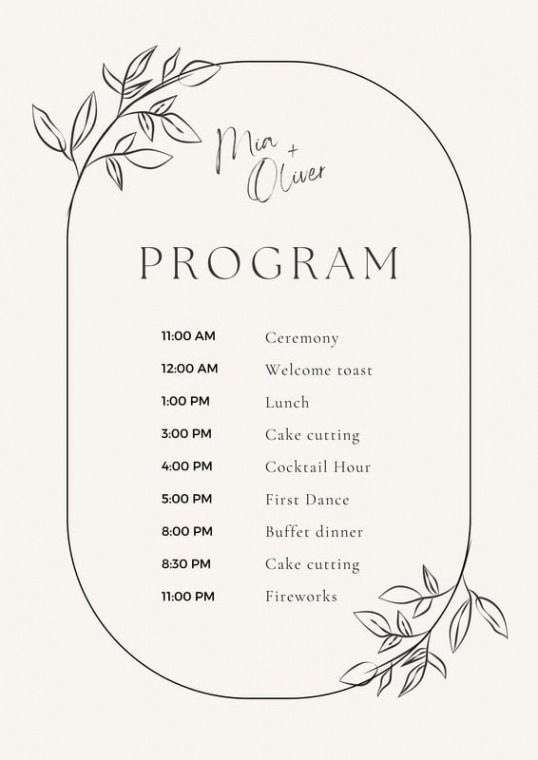 Mia +
Oliver
PROGRAM
11:00 AM Ceremony
12:00 AM Welcome toast
1:00 PM Lunch
3:00 PM Cake cutting
4:00 PM Cocktail Hour
5:00 PM First Dance
8:00 PM Buffet dinner
8:30 PM Cake cutting
11:00 PM Fireworks